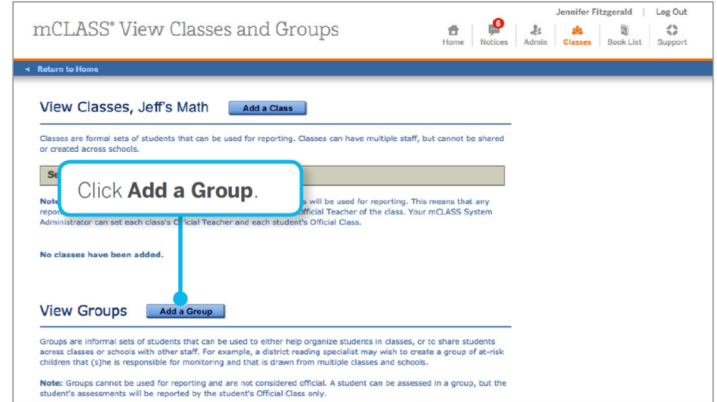 Jennifer Fitzgerald | Log Out
mCLASS® View Classes and Groups
6
Home Notices Admin Classes Book List Support
Return to Home
View Classes, Jeff's Math Add a Class
Classes are formal sets of students that can be used for reporting. Classes can have multiple staff, but cannot be shared
or created across schools.
Click Add a Group.
will be used for reporting. This means that any
Official Teacher of the class. Your mCLASS System
Administrator can set each class's Official Teacher and each student's Official Class.
No classes have been added.
View Groups Add a Group
Groups are informal sets of students that can be used to either help organize students in classes, or to share students
across classes or schools with other staff. For example, a district reading specialist may wish to create a group of at-risk
children that (s)he is responsible for monitoring and that is drawn from multiple classes and schools.
Note: Groups cannot be used for reporting and are not considered official. A student can be assessed in a group, but the
student's assessments will be reported by the student's Official Class only.